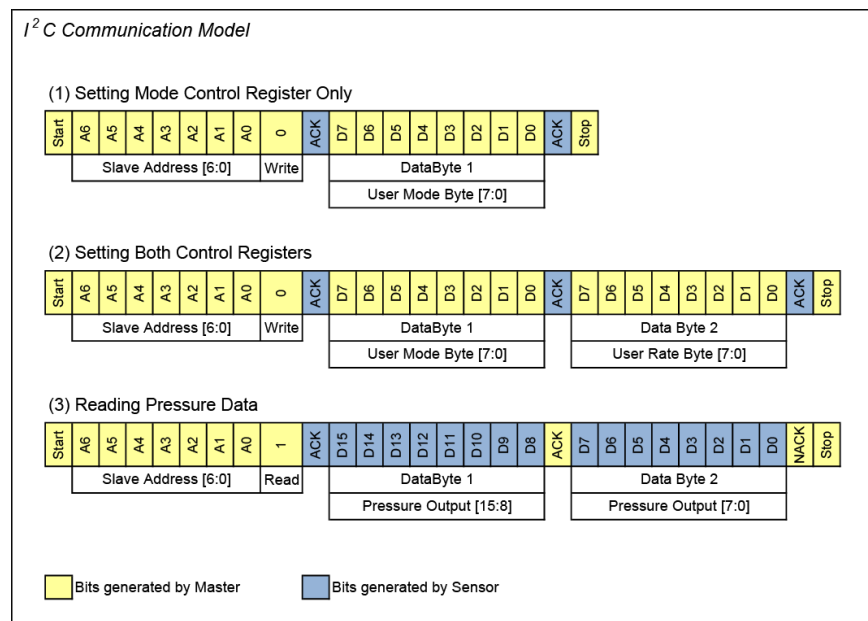 I²C Communication Model
(1) Setting Mode Control Register Only
Start A6 A5 A4 A3 A2 A1 A0 0 ACK D7 D6 D5 D4 D3 D2 D1 D0 ACK Stop
Slave Address [6:0] Write DataByte 1
User Mode Byte [7:0]
(2) Setting Both Control Registers
Start A6 A5 A4 A3 A2 A1 A0 0 ACK D7 D6 D5 D4 D3 D2 D1 D0 ACK D7 D6 D5 D4 D3 D2 D1 D0 ACK Stop
Slave Address [6:0] Write DataByte 1 Data Byte 2
User Mode Byte [7:0] User Rate Byte [7:0]
(3) Reading Pressure Data
Start A6 A5 A4 A3 A2 A1 A0 1 ACK D15 D14 D13 D12 D11 D10 D9 D8 ACK D7 D6 D5 D4 D3 D2 D1 D0 NACK Stop
Slave Address [6:0] Read DataByte 1 Data Byte 2
Pressure Output [15:8] Pressure Output [7:0]
Bits generated by Master Bits generated by Sensor